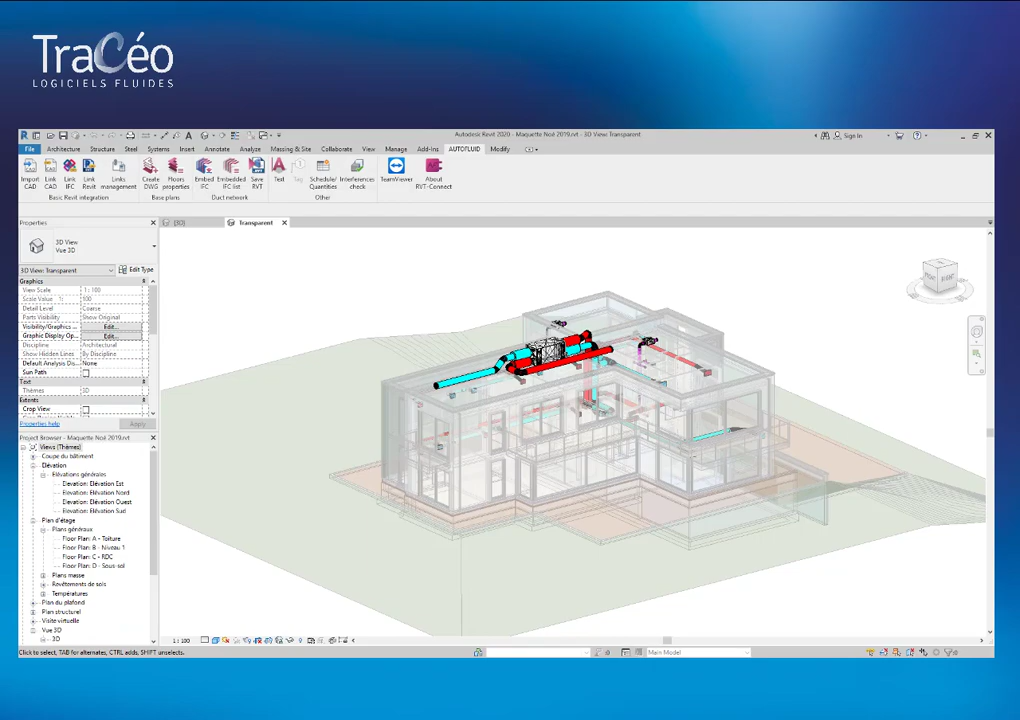 TraCéo
LOGICIELS FLUIDES
Autodesk Revit 2020 - Maquette Noé 2019.rvt - 3D View: Transparent
Sign In
File Architecture Structure Steel Systems Insert Annotate Analyze Massing & Site Collaborate View Manage Add-Ins AUTOFLUID Modify
Import CAD
Link CAD
Link IFC
Link Revit
Links management
Create DWG
Floors properties
Embed IFC
Embedded IFC list
Save RVT
Text
Tag
Schedule/ Quantities
Interferences check
TeamViewer
About RVT-Connect
Basic Revit integration
Base plans
Duct network
Other
Properties
(3D)
Transparent
3D View
Vue 3D
3D View: Transparent
Edit Type
Graphics
View Scale 1 : 100
Scale Value 1: 100
Detail Level Coarse
Parts Visibility Show Original
Visibility/Graphics ... Edit...
Graphic Display Op... Edit...
Discipline Architectural
Show Hidden Lines By Discipline
Default Analysis Dis... None
Sun Path
Text
Thèmes 3D
Extents
Crop View
Properties help
Apply
Project Browser - Maquette Noé 2019.rvt
Views (Thèmes)
Coupe du bâtiment
Elévation
Elévations générales
Elevation: Elévation Est
Elevation: Elévation Nord
Elevation: Elévation Ouest
Elevation: Elévation Sud
Plan d'étage
Plans généraux
Floor Plan: A - Toiture
Floor Plan: B - Niveau 1
Floor Plan: C - RDC
Floor Plan: D - Sous-sol
Plans masse
Revêtements de sols
Températures
Plan du plafond
Plan structurel
Visite virtuelle
Vue 3D
1 : 100
Click to select, TAB for alternates, CTRL adds, SHIFT unselects.
Main Model